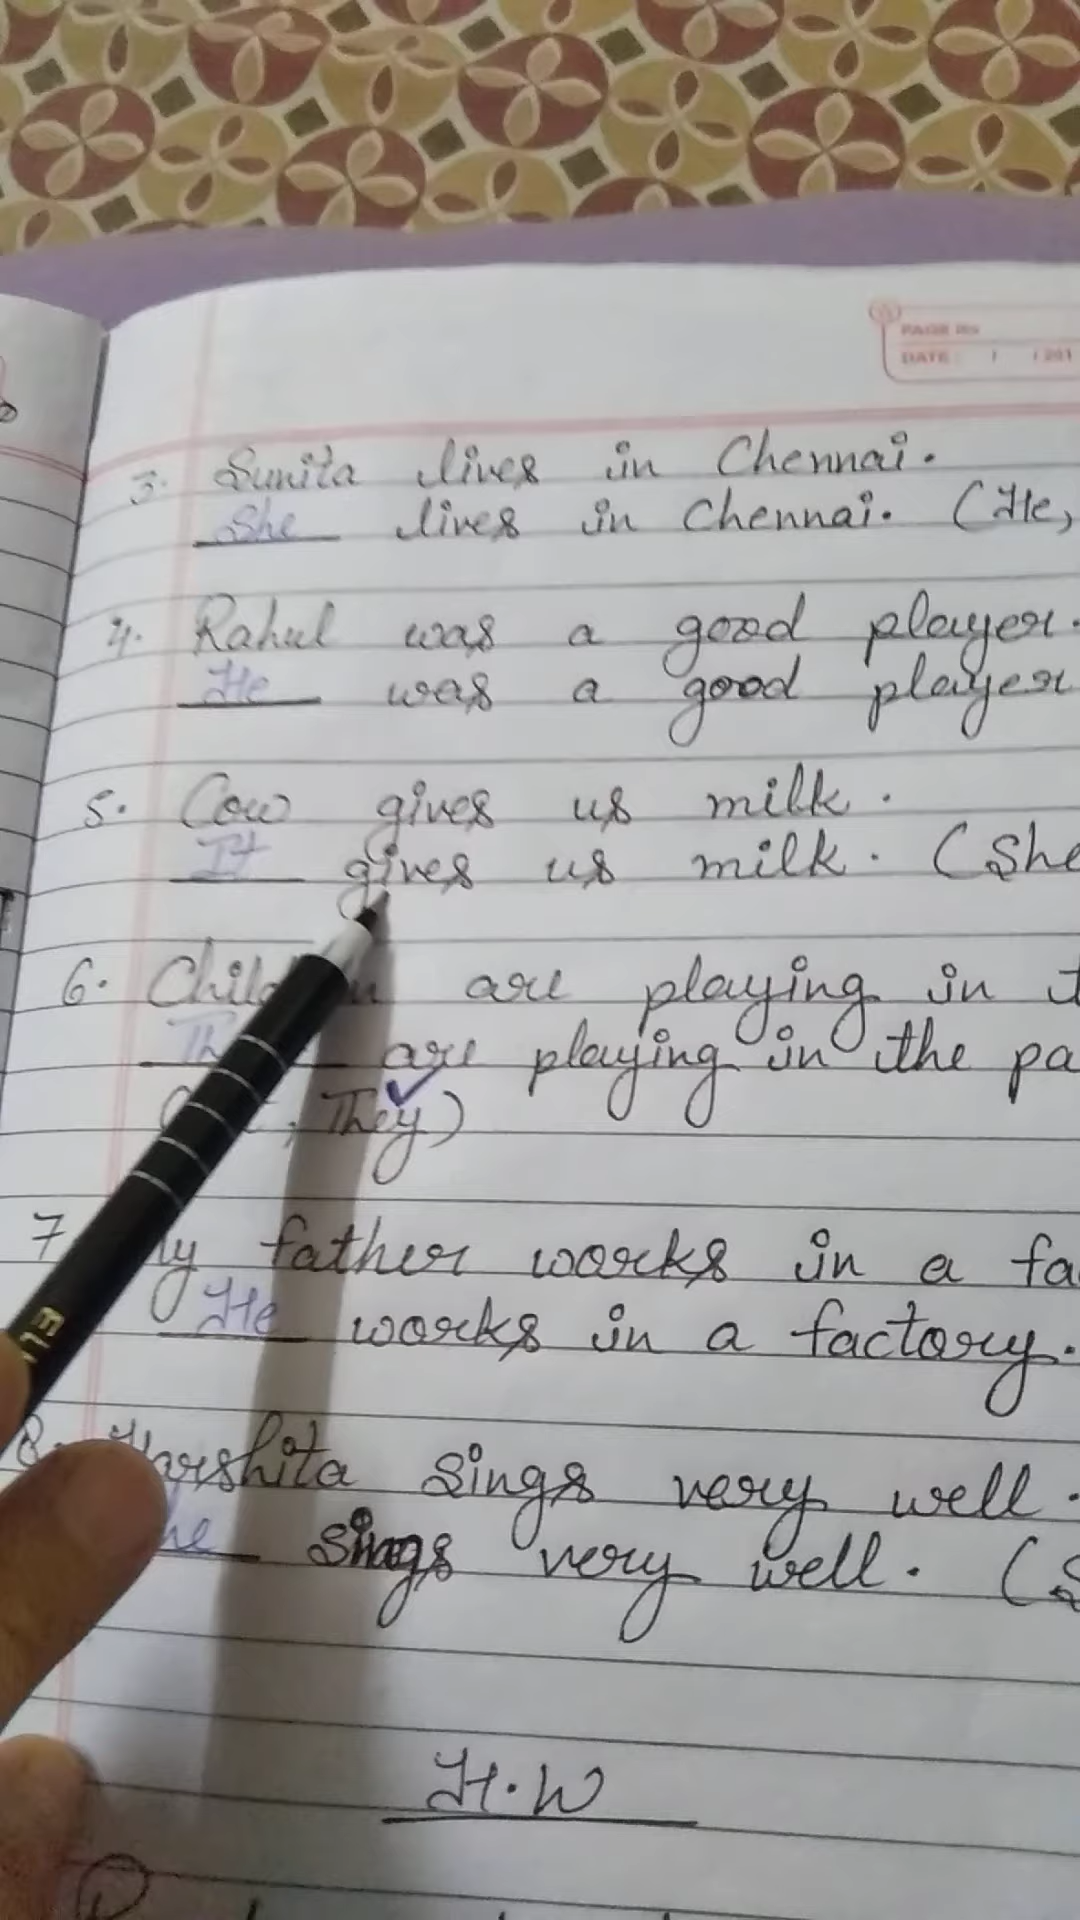 PAGE No
DATE: / /201
3. Sunita lives in Chennai.
She lives in Chennai. (He,
4. Rahul was a good player.
He was a good player
5. Cow gives us milk.
It gives us milk. (She
6. are playing in
are playing in the pa
, They)
7 father works in a fa
He works in a factory.
8. Harshita sings very well.
sings very well. (S
H.W